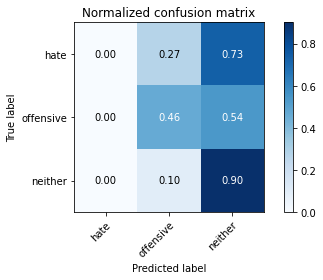 Normalized confusion matrix
True label
hate
0.00 0.27 0.73
offensive
0.00 0.46 0.54
neither
0.00 0.10 0.90
hate offensive neither
Predicted label
0.8
0.6
0.4
0.2
0.0